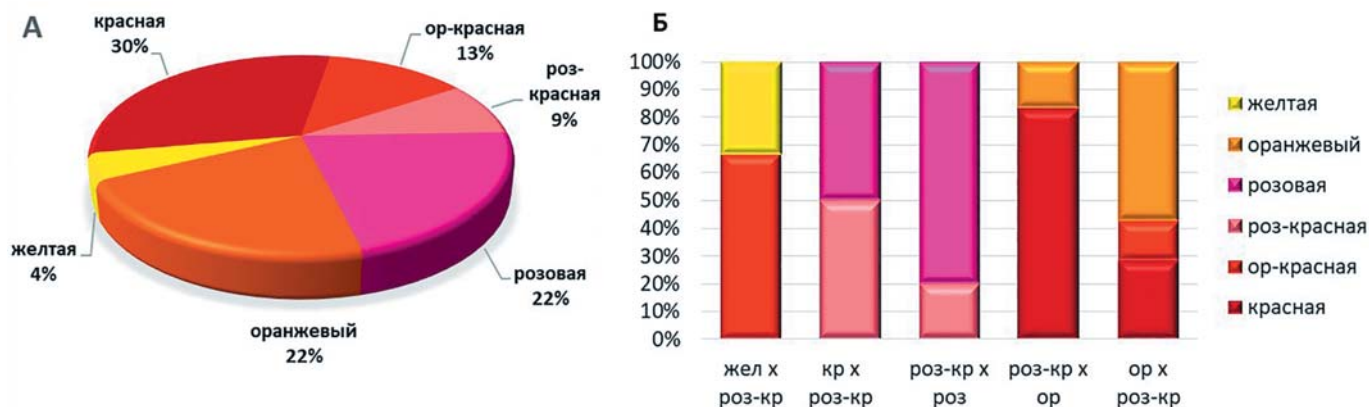 А
красная
30%
ор-красная
13%
роз-
красная
9%
розовая
22%
оранжевый
22%
желтая
4%
Б
100%
90%
80%
70%
60%
50%
40%
30%
20%
10%
0%
жел х
роз-кр
кр х
роз-кр
роз-кр х
роз
роз-кр х
ор
ор х
роз-кр
желтая
оранжевый
розовая
роз-красная
ор-красная
красная